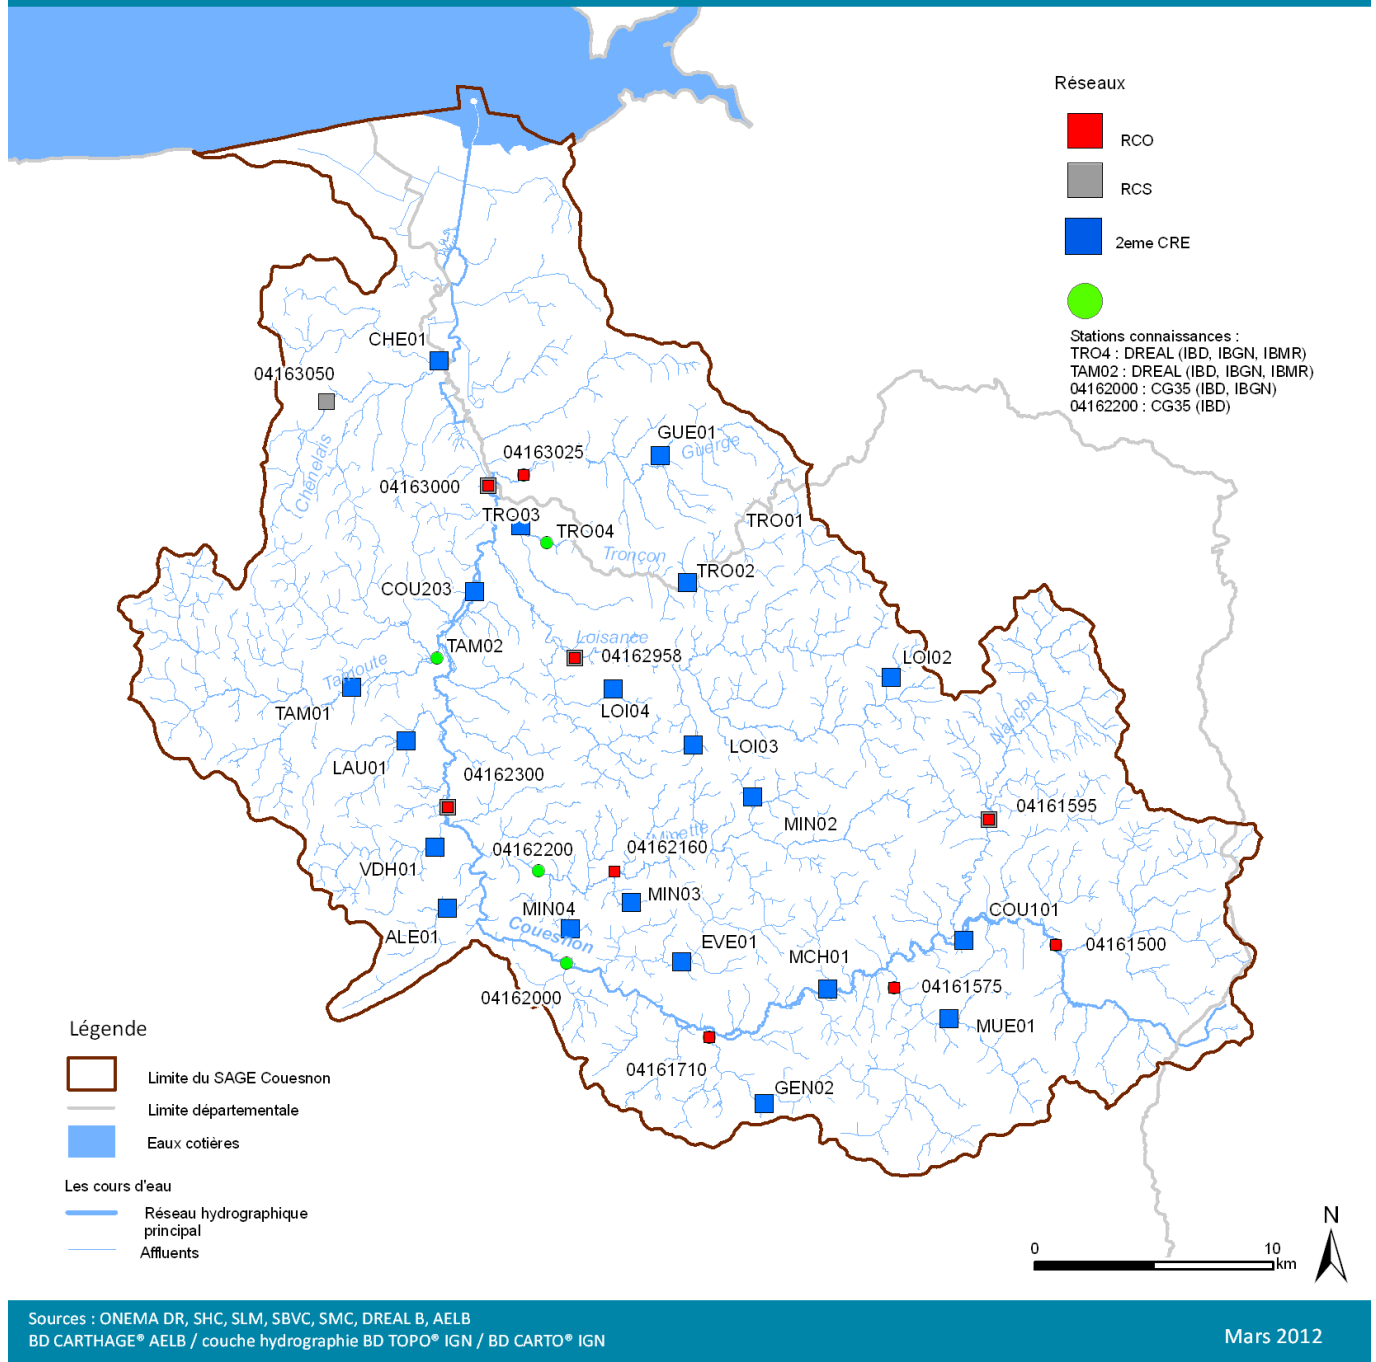 Réseaux
RCO
RCS
2eme CRE
Stations connaissances :
TRO4 : DREAL (IBD, IBGN, IBMR)
TAM02 : DREAL (IBD, IBGN, IBMR)
04162000 : CG35 (IBD, IBGN)
04162200 : CG35 (IBD)
CHE01
04163050
Chenelais
GUE01
Guerge
04163025
04163000
TRO03
TRO04
TRO01
Tronçon
TRO02
COU203
TAM02
Loisance
04162958
LOI02
Tamoute
TAM01
LOI04
Nançon
LAU01
LOI03
04162300
04161595
MIN02
Minette
04162200
04162160
VDH01
MIN03
MIN04
COU101
ALE01
Couesnon
EVE01
04161500
MCH01
04161575
04162000
MUE01
04161710
GEN02
Légende
Limite du SAGE Couesnon
Limite départementale
Eaux cotières
Les cours d'eau
Réseau hydrographique
principal
Affluents
N
0 10
km
Sources : ONEMA DR, SHC, SLM, SBVC, SMC, DREAL B, AELB
BD CARTHAGE® AELB / couche hydrographie BD TOPO® IGN / BD CARTO® IGN
Mars 2012